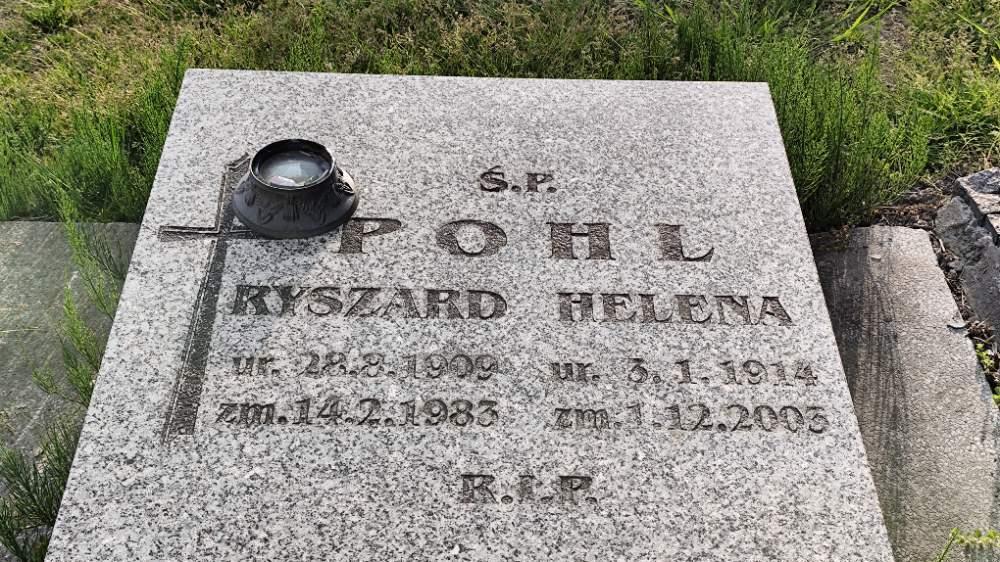 Ś.P.
POHL
RYSZARD HELENA
ur. 28.8.1909 ur. 3.1.1914
zm.14.2.1983 zm.1.12.2003
R.I.P.